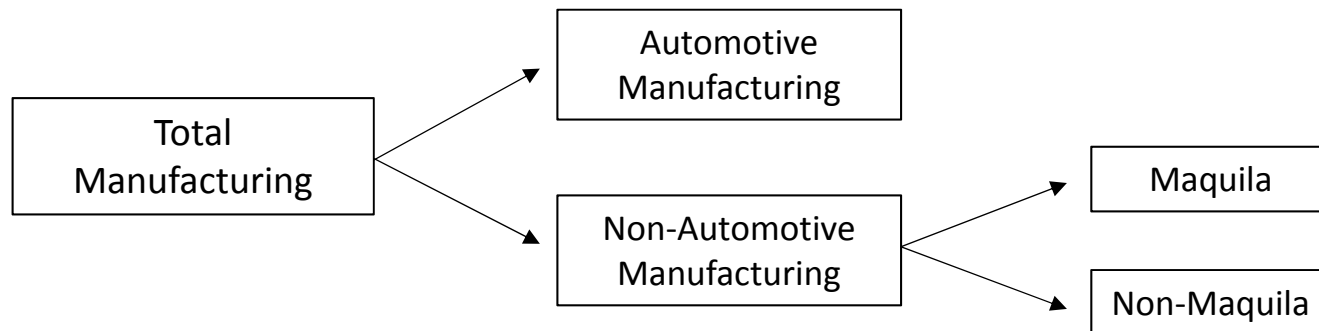 Total
Manufacturing
Automotive
Manufacturing
Non-Automotive
Manufacturing
Maquila
Non-Maquila